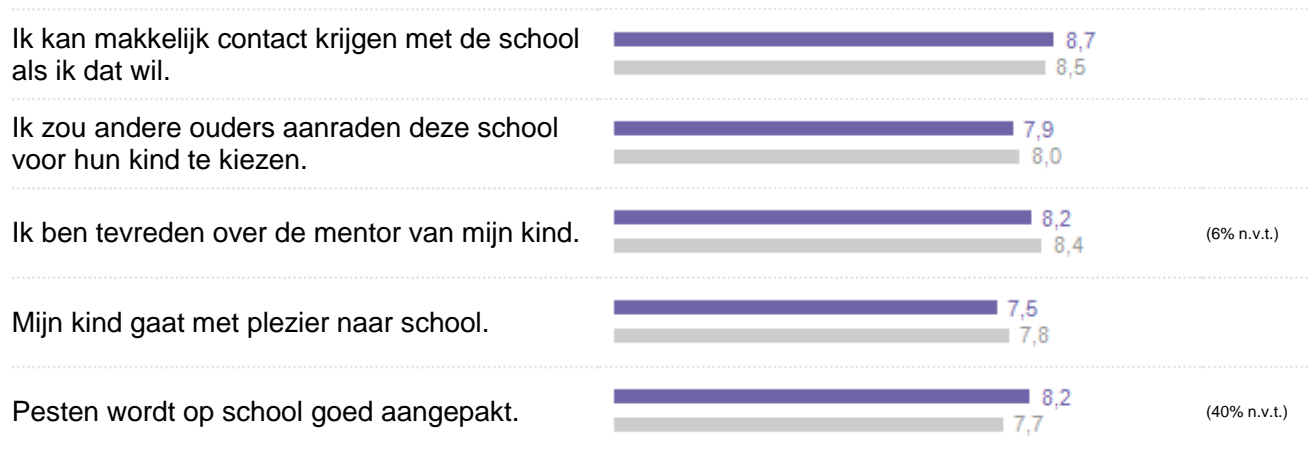 Ik kan makkelijk contact krijgen met de school
als ik dat wil.
8,7
8,5
Ik zou andere ouders aanraden deze school
voor hun kind te kiezen.
7,9
8,0
Ik ben tevreden over de mentor van mijn kind.
8,2
8,4
(6% n.v.t.)
Mijn kind gaat met plezier naar school.
7,5
7,8
Pesten wordt op school goed aangepakt.
8,2
7,7
(40% n.v.t.)